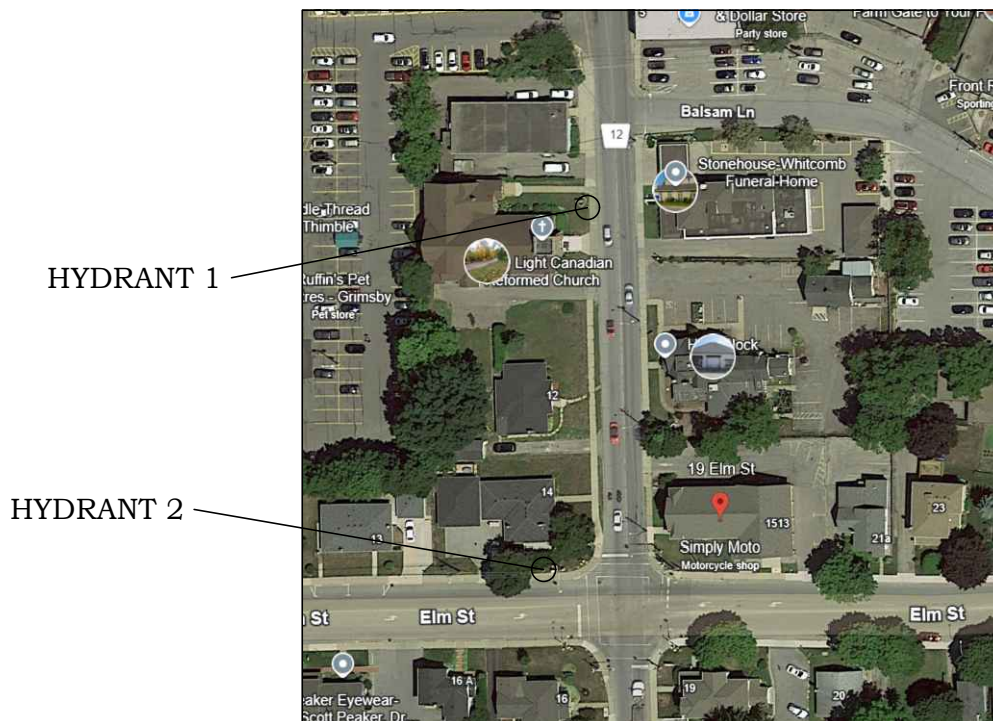 & Dollar Store
Party store
Farm Gate to Your F
Front R
Sporting
Balsam Ln
12
Stonehouse-Whitcomb
Funeral Home
dle Thread
Thimble
HYDRANT 1
Light Canadian
Reformed Church
Ruffin's Pet
tres - Grimsby
Pet store
12
19 Elm St
HYDRANT 2
14
13
1513
21a
23
Simply Moto
Motorcycle shop
St
Elm St
Elm St
16 A
16
19
20
eaker Eyewear-
Scott Peaker, Dr